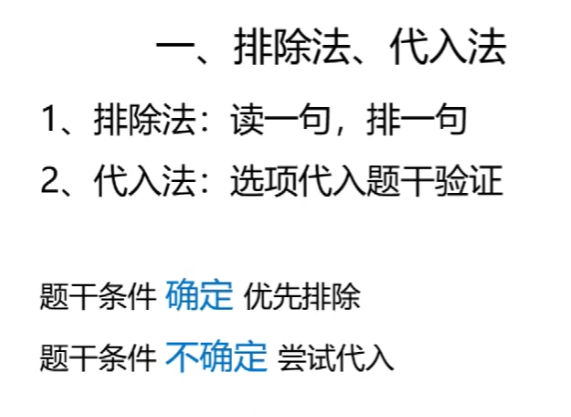 一、排除法、代入法
1、排除法：读一句，排一句
2、代入法：选项代入题干验证
题干条件 确定 优先排除
题干条件 不确定 尝试代入